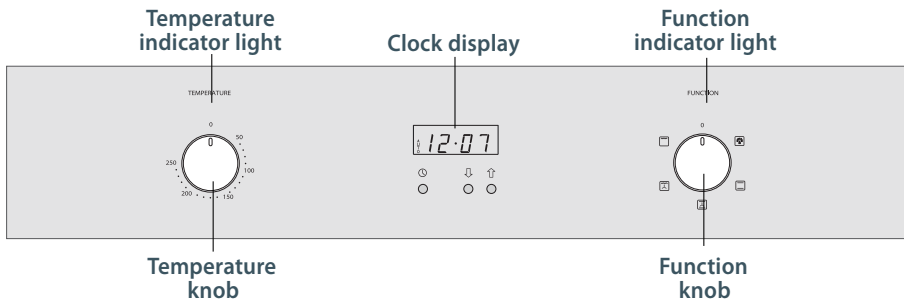 Temperature
indicator light
Clock display
Function
indicator light
TEMPERATURE
FUNCTION
0
50
100
150
200
250
AUTO
12·07
0
Temperature
knob
Function
knob